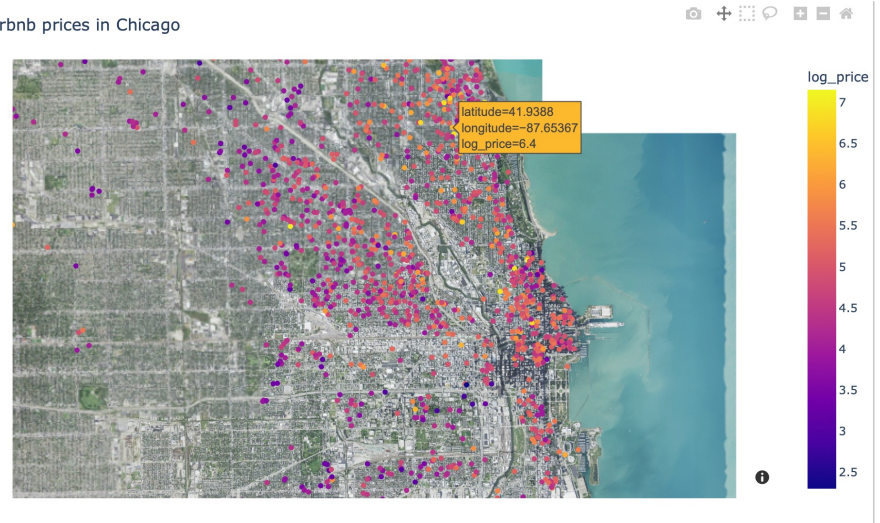 rbnb prices in Chicago
log_price
latitude=41.9388
longitude=−87.65367
log_price=6.4
7
6.5
6
5.5
5
4.5
4
3.5
3
2.5